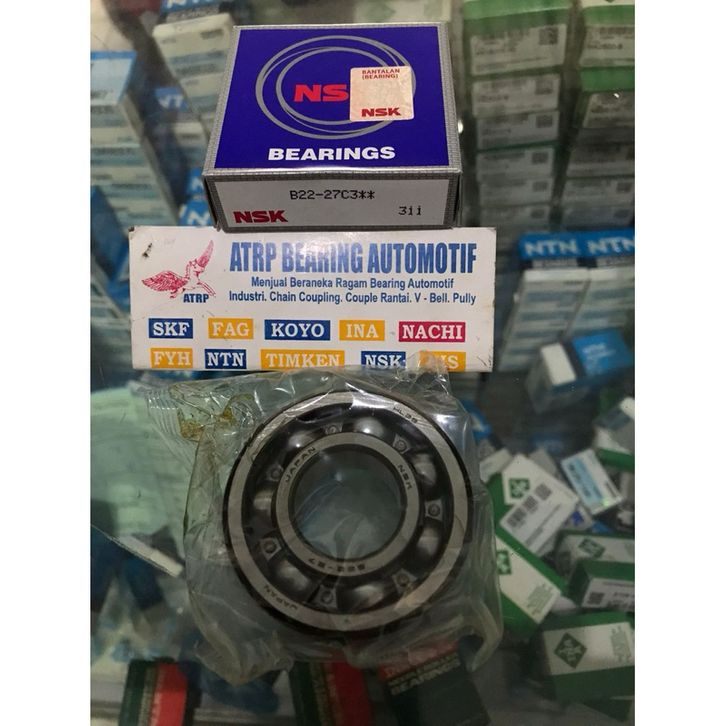 NSK
BANTALAN
(BEARING)
NSK
BEARINGS
B22-27C3**
NSK
3ii
ATRP BEARING AUTOMOTIF
Menjual Beraneka Ragam Bearing Automotif
Industri. Chain Coupling. Couple Rantai. V - Bell. Pully
ATRP
SKF FAG KOYO INA NACHI
FYH NTN TIMKEN NSK
NTN
NTN
JAPAN
NSK
B22-27
JAPAN
BEARINGS